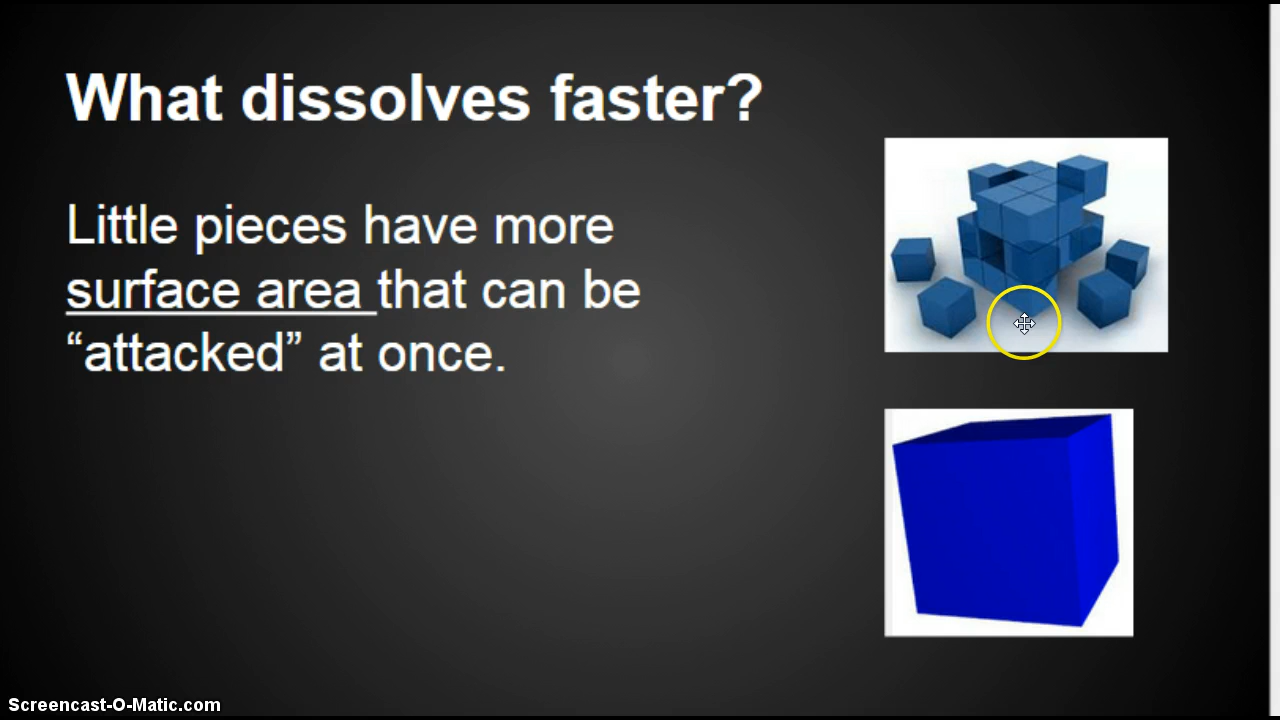 What dissolves faster?
Little pieces have more
surface area that can be
“attacked” at once.
Screencast-O-Matic.com